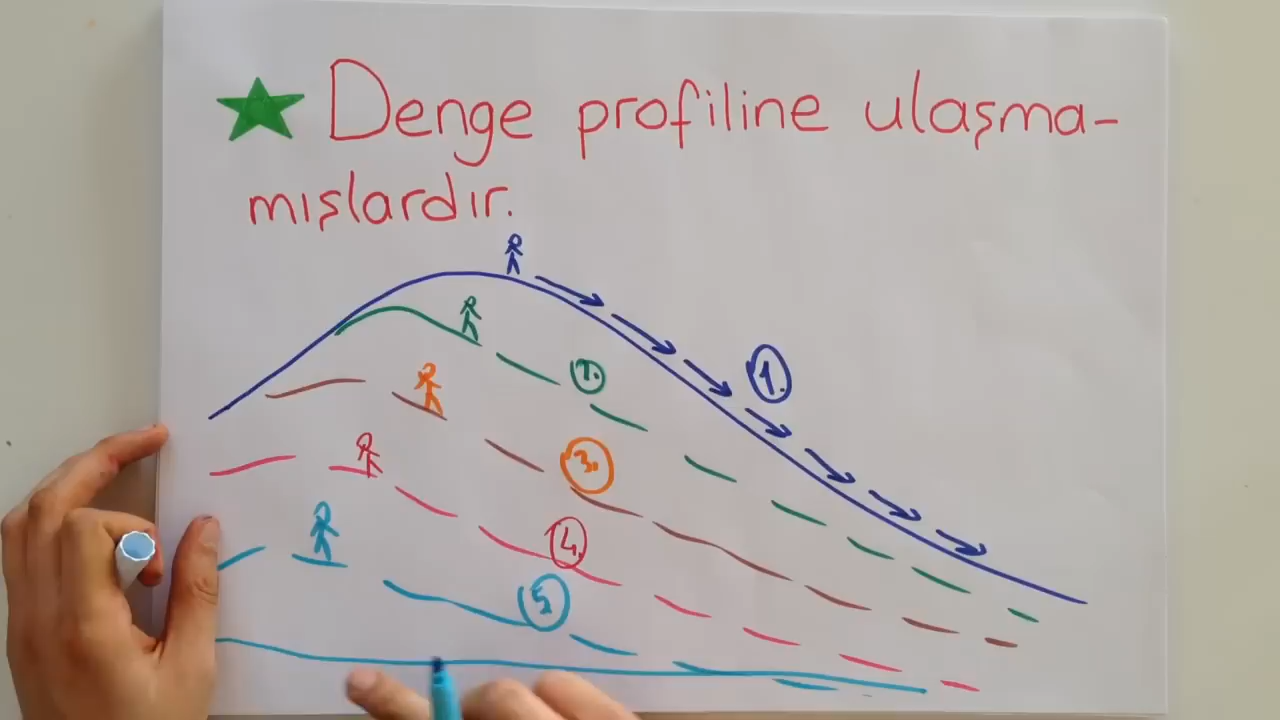 Denge profiline ulaşma-
mışlardır.
1.
2.
3.
4.
5.